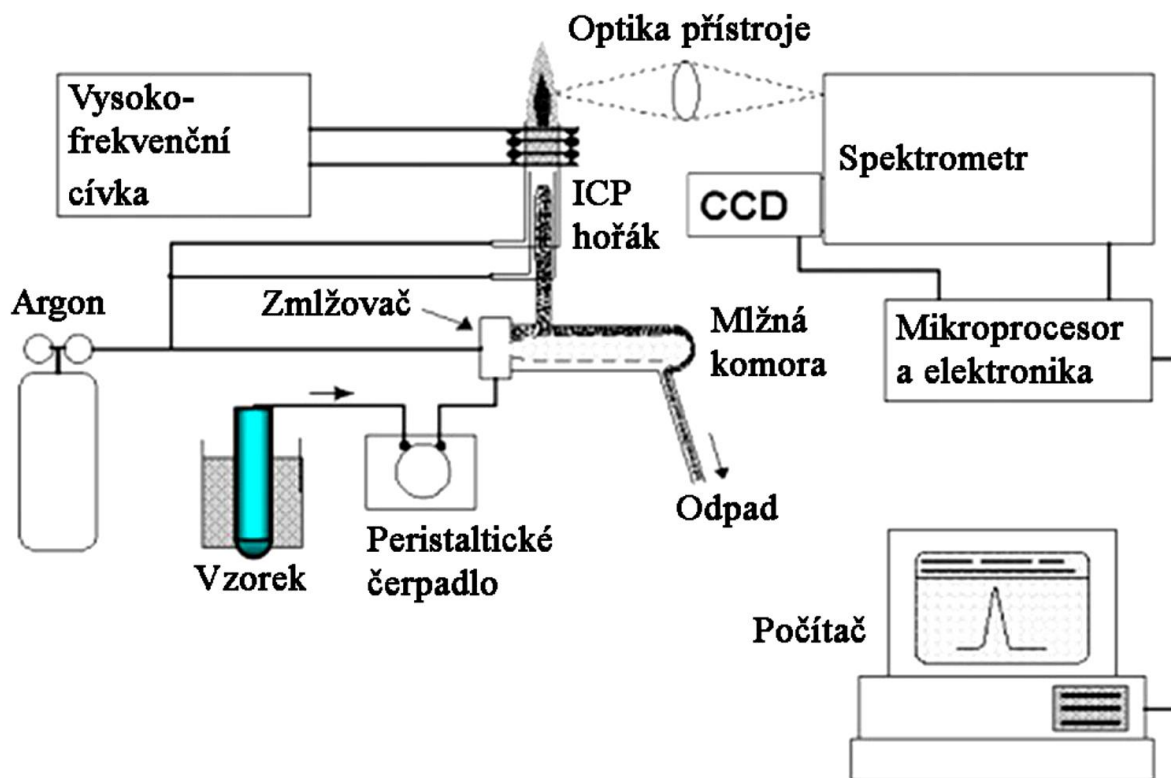 Optika přístroje
Vysoko-
frekvenční
cívka
Spektrometr
ICP
hořák
CCD
Argon
Zmlžovač
Mlžná
komora
Mikroprocesor
a elektronika
Odpad
Peristaltické
čerpadlo
Vzorek
Počítač